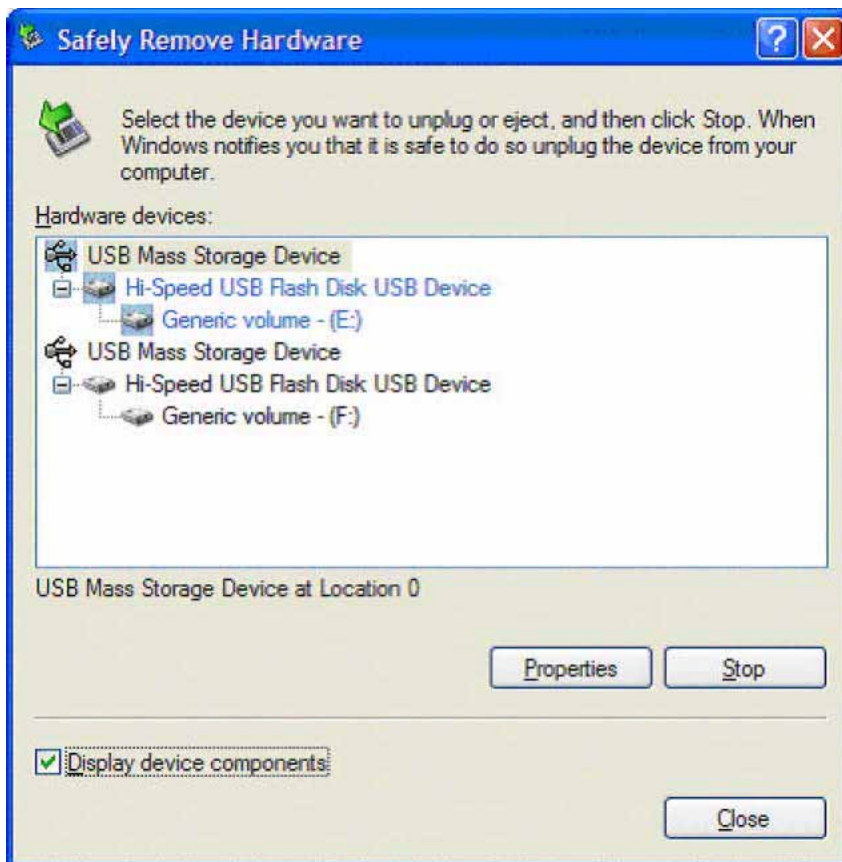 Safely Remove Hardware
Select the device you want to unplug or eject, and then click Stop. When
Windows notifies you that it is safe to do so unplug the device from your
computer.
Hardware devices:
USB Mass Storage Device
Hi-Speed USB Flash Disk USB Device
Generic volume - (E:)
USB Mass Storage Device
Hi-Speed USB Flash Disk USB Device
Generic volume - (F:)
USB Mass Storage Device at Location 0
Properties
Stop
Display device components
Close